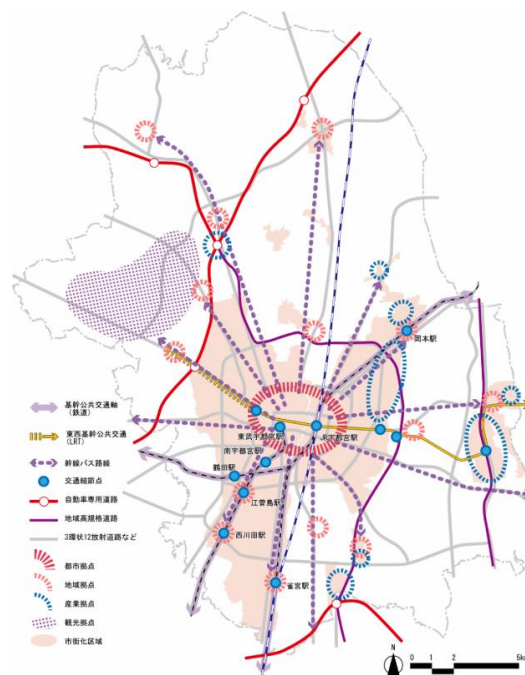 岡本駅
東武宇都宮駅
JR宇都宮駅
南宇都宮駅
鶴田駅
江曽島駅
西川田駅
雀宮駅
基幹公共交通軸
(鉄道)
東西基幹公共交通
(LRT)
幹線バス路線
交通結節点
自動車専用道路
地域高規格道路
3環状12放射道路など
都市拠点
地域拠点
産業拠点
観光拠点
市街化区域
0 1 2 5km